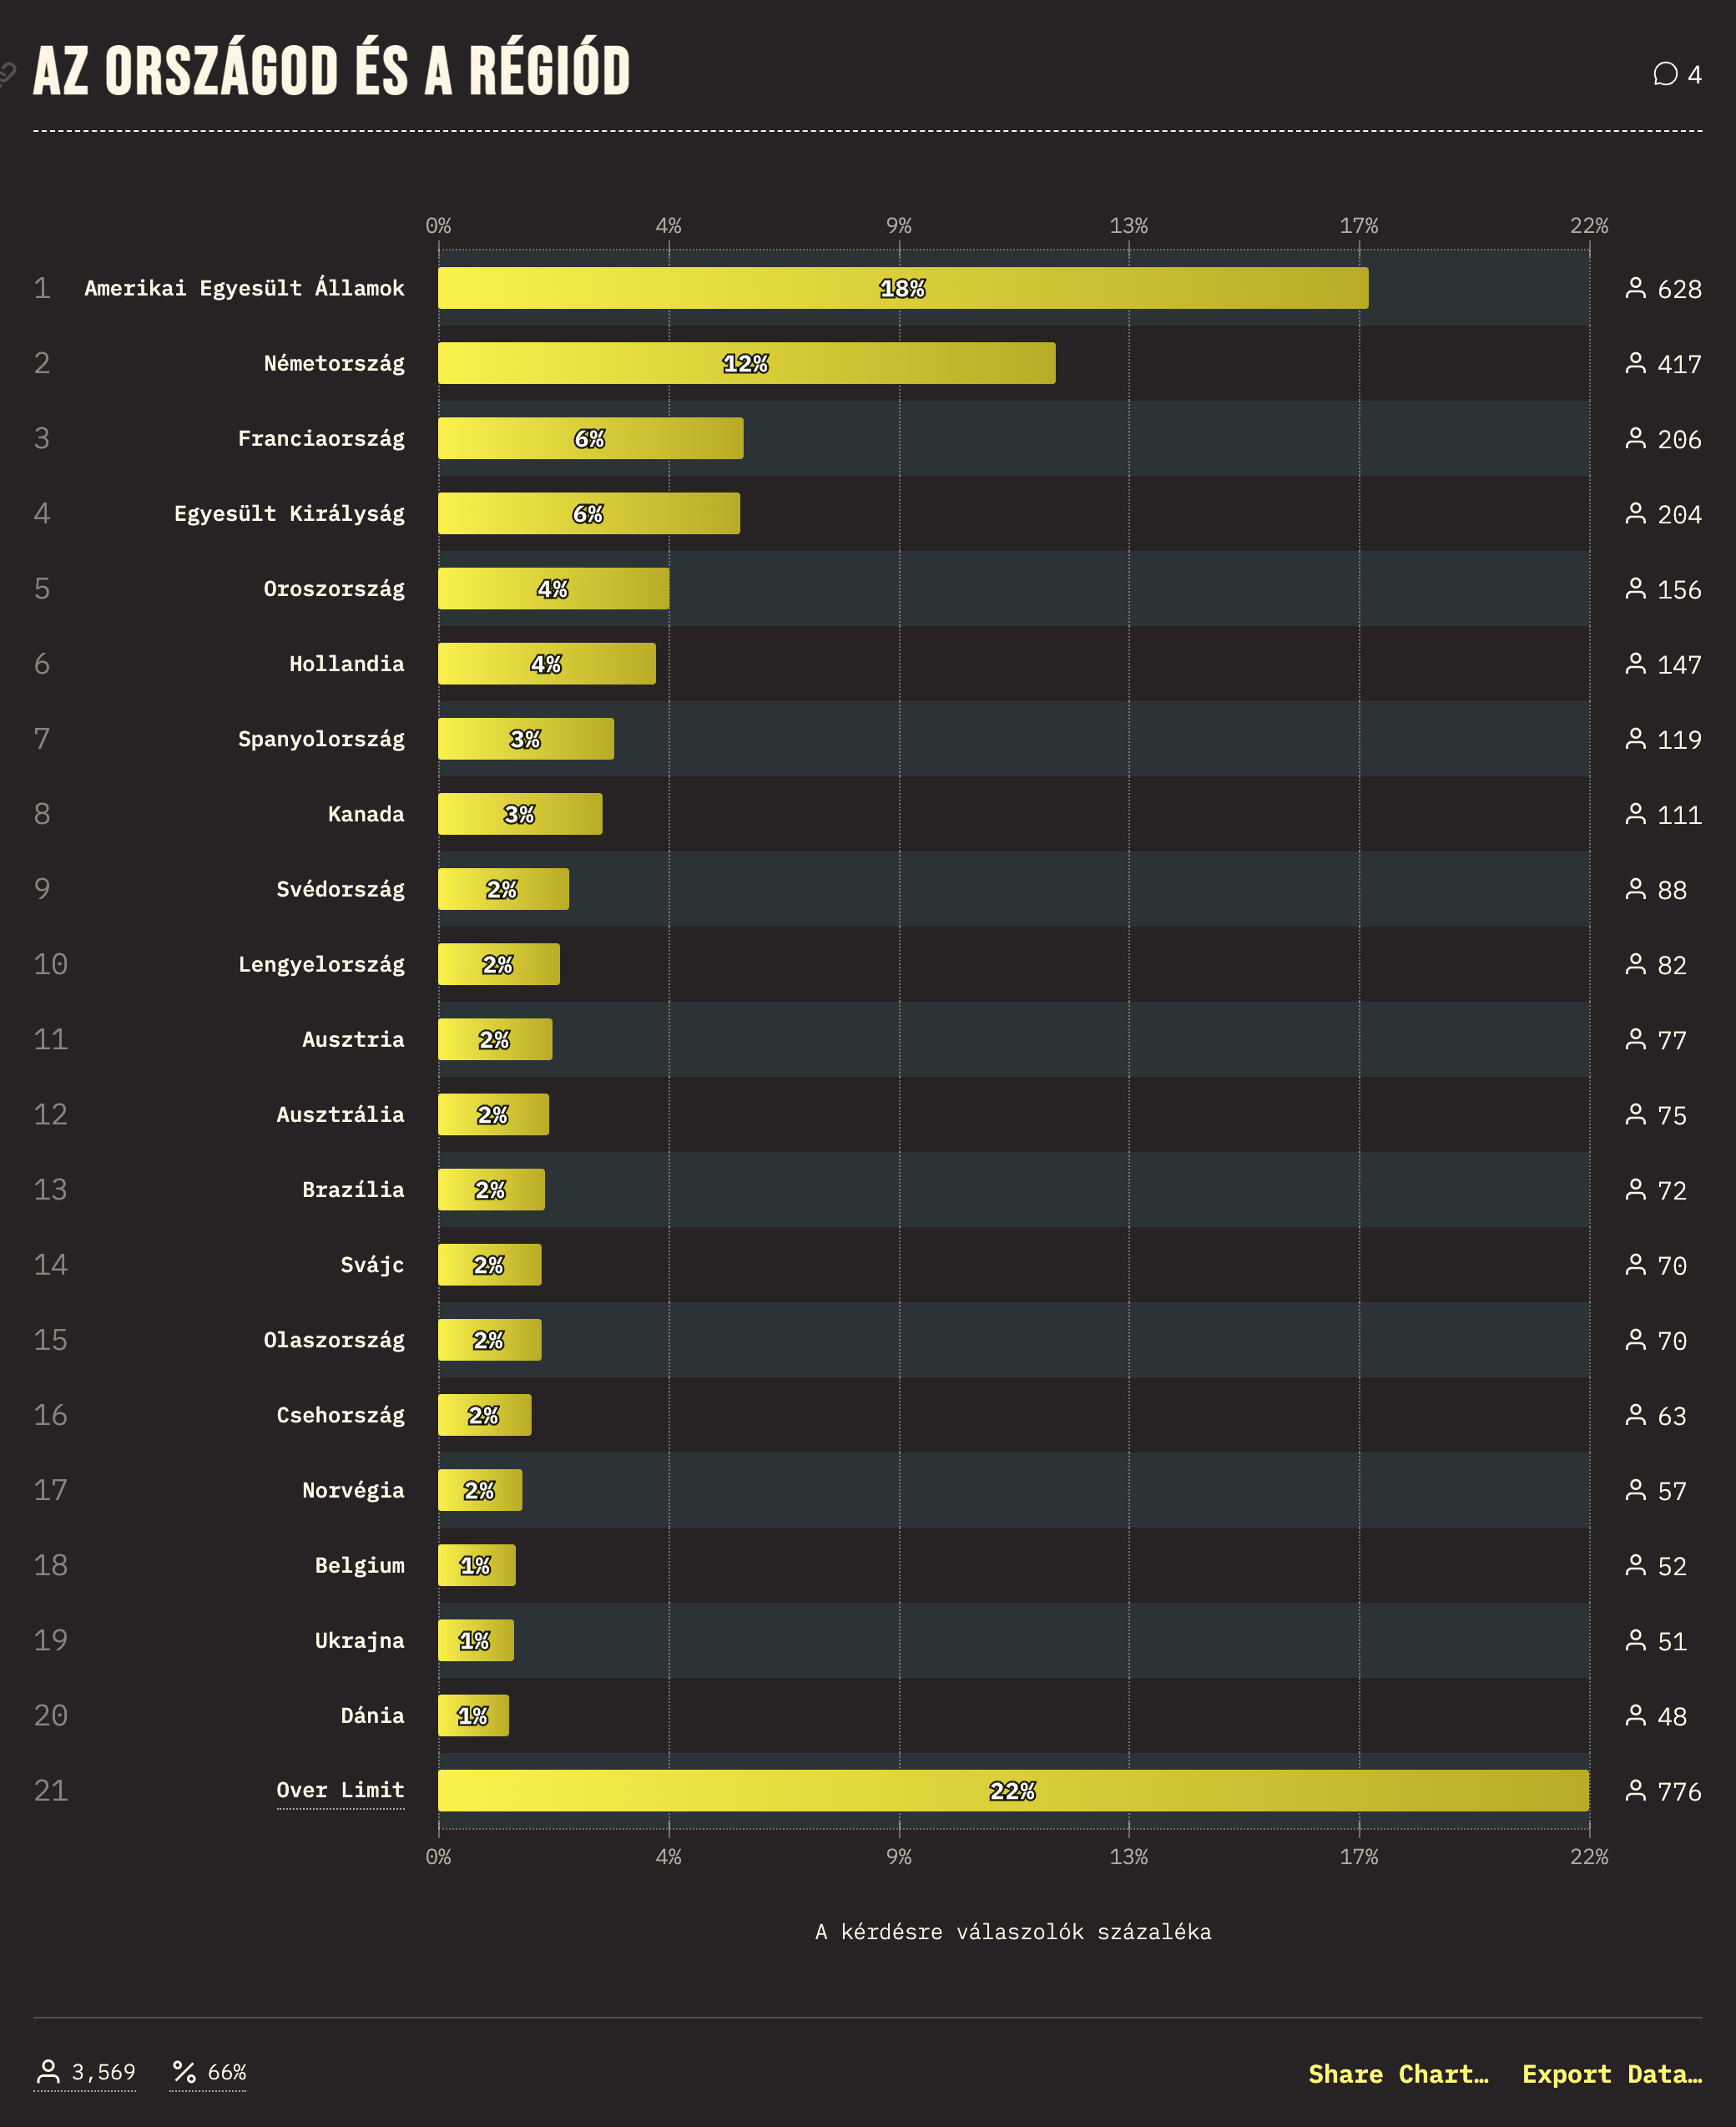 AZ ORSZÁGOD ÉS A RÉGIÓD
4
0% 4% 9% 13% 17% 22%
1 Amerikai Egyesült Államok 18% 628
2 Németország 12% 417
3 Franciaország 6% 206
4 Egyesült Királyság 6% 204
5 Oroszország 4% 156
6 Hollandia 4% 147
7 Spanyolország 3% 119
8 Kanada 3% 111
9 Svédország 2% 88
10 Lengyelország 2% 82
11 Ausztria 2% 77
12 Ausztrália 2% 75
13 Brazília 2% 72
14 Svájc 2% 70
15 Olaszország 2% 70
16 Csehország 2% 63
17 Norvégia 2% 57
18 Belgium 1% 52
19 Ukrajna 1% 51
20 Dánia 1% 48
21 Over Limit 22% 776
0% 4% 9% 13% 17% 22%
A kérdésre válaszolók százaléka
3,569 % 66% Share Chart… Export Data…